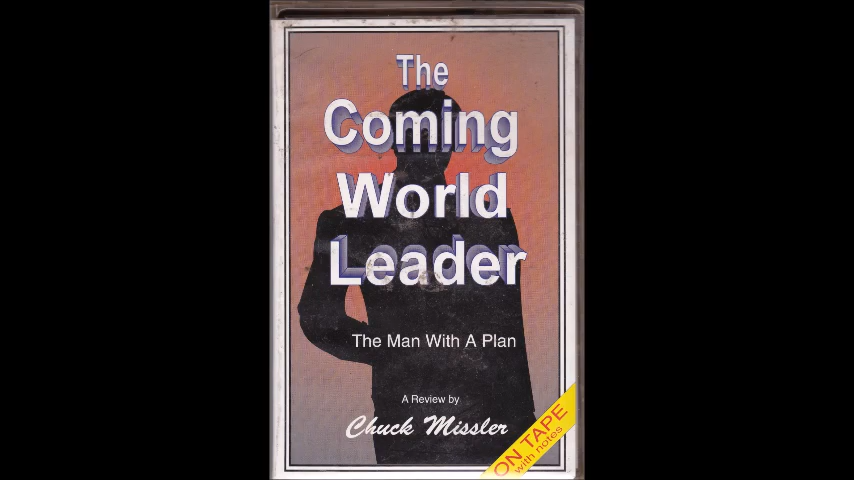 The
Coming
World
Leader
The Man With A Plan
A Review by
Chuck Missler
ON TAPE
with notes